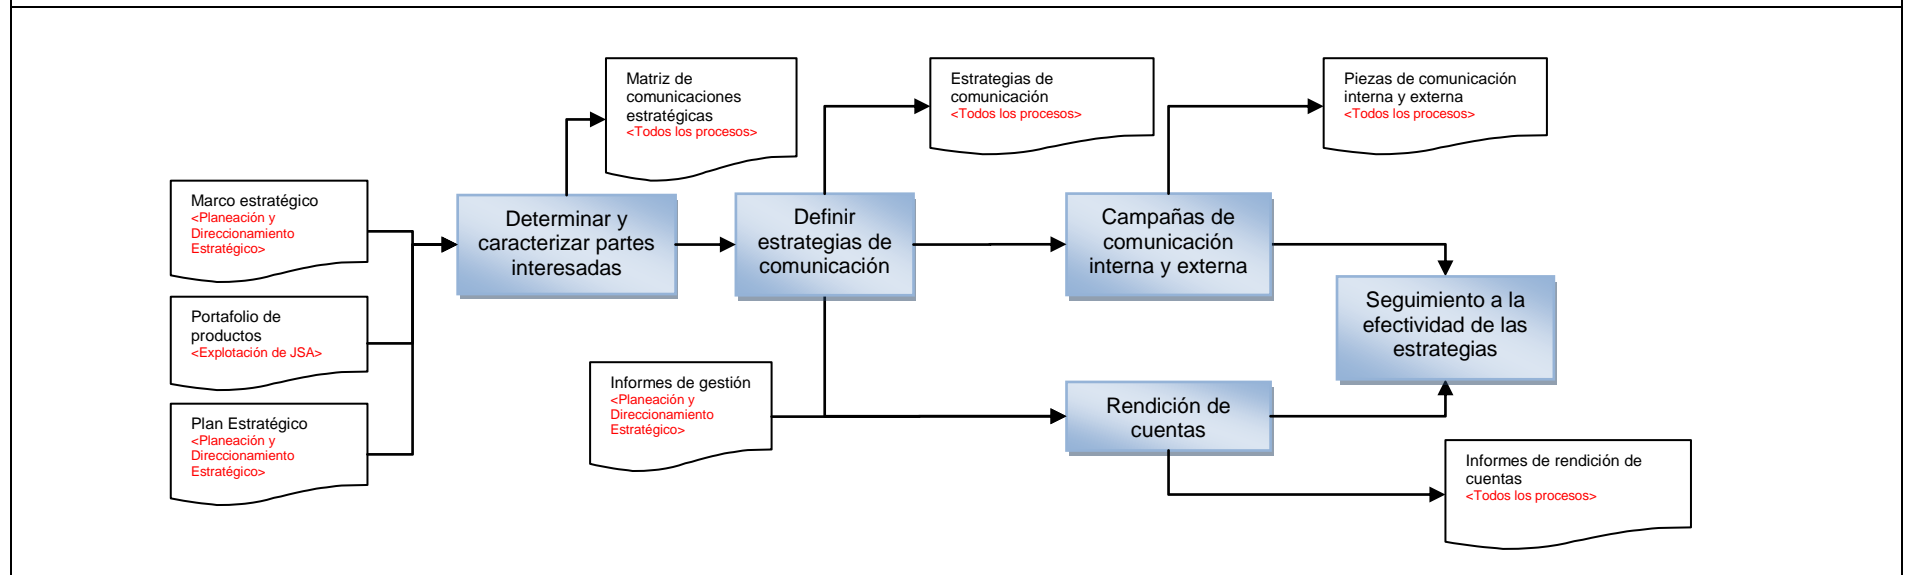 Matriz de
comunicaciones
estratégicas
<Todos los procesos>
Estrategias de
comunicación
<Todos los procesos>
Piezas de comunicación
interna y externa
<Todos los procesos>
Marco estratégico
<Planeación y
Direccionamiento
Estratégico>
Determinar y
caracterizar partes
interesadas
Definir
estrategias de
comunicación
Campañas de
comunicación
interna y externa
Portafolio de
productos
<Explotación de JSA>
Seguimiento a la
efectividad de las
estrategias
Plan Estratégico
<Planeación y
Direccionamiento
Estratégico>
Informes de gestión
<Planeación y
Direccionamiento
Estratégico>
Rendición de
cuentas
Informes de rendición de
cuentas
<Todos los procesos>